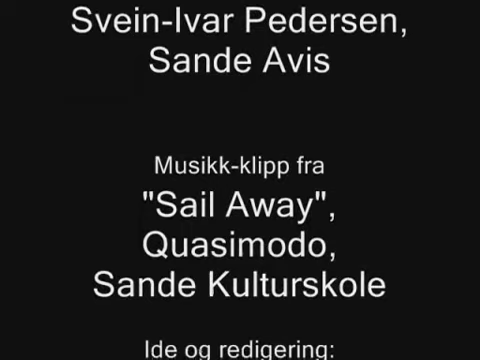 Svein-Ivar Pedersen,
Sande Avis
Musikk-klipp fra
"Sail Away",
Quasimodo,
Sande Kulturskole
Ide og redigering: